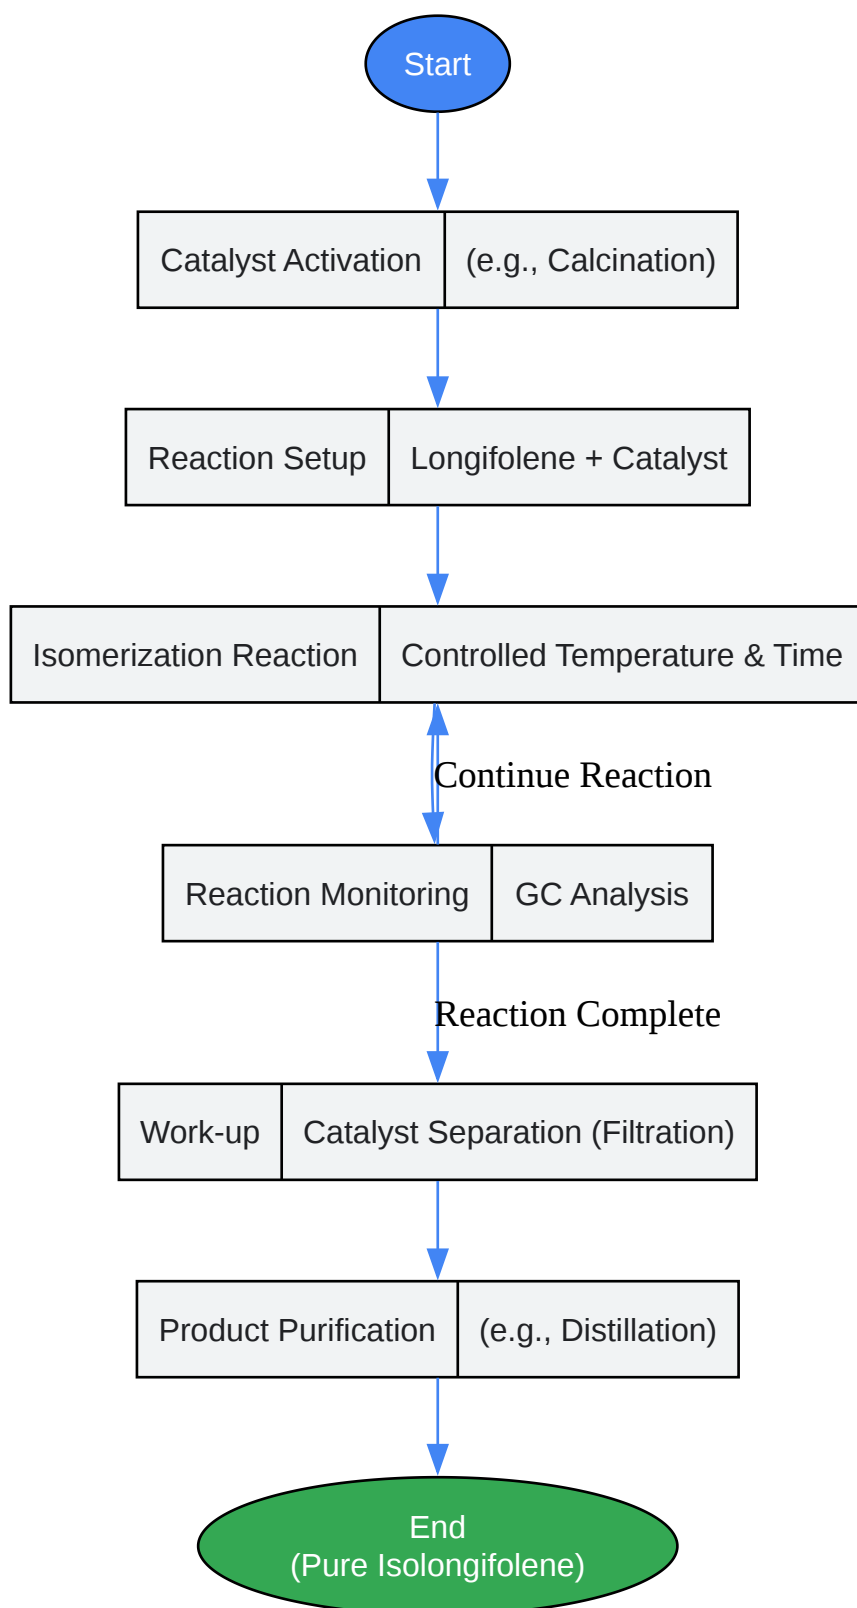 Start
Catalyst Activation
(e.g., Calcination)
Reaction Setup
Longifolene + Catalyst
Isomerization Reaction
Controlled Temperature & Time
Continue Reaction
Reaction Monitoring
GC Analysis
Reaction Complete
Work-up
Catalyst Separation (Filtration)
Product Purification
(e.g., Distillation)
End
(Pure Isolongifolene)